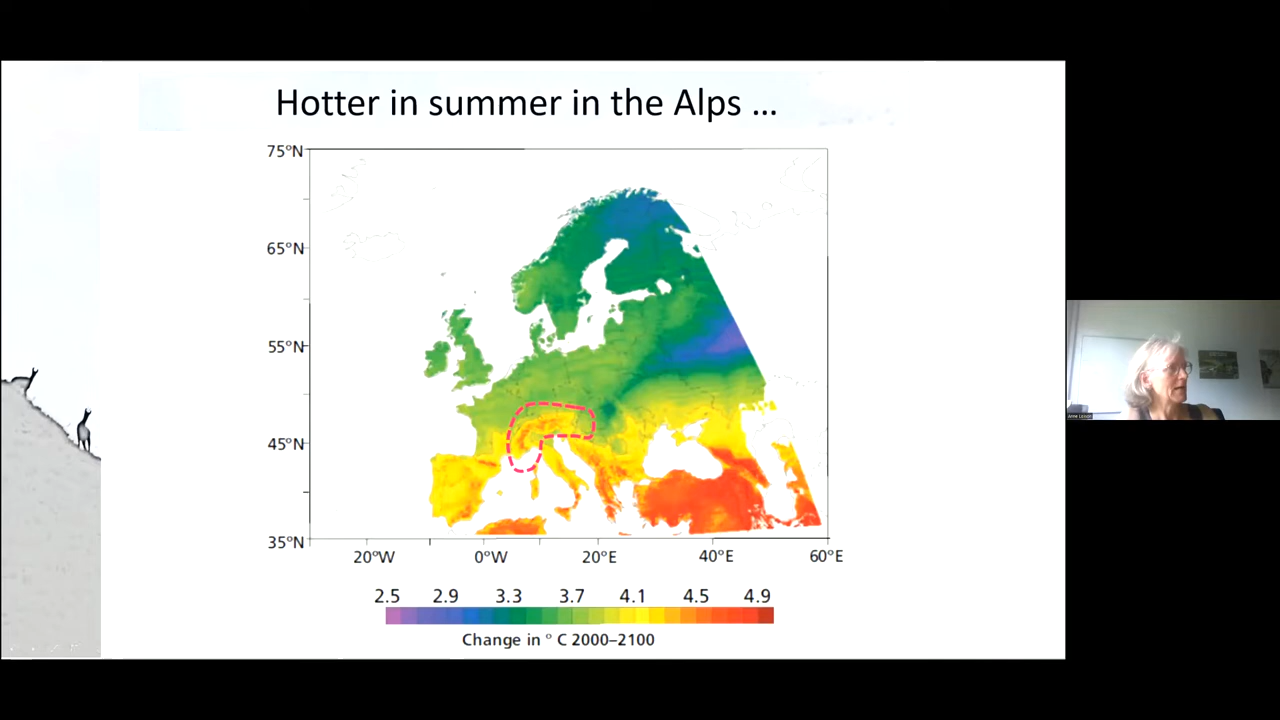 Hotter in summer in the Alps ...
75°N
65°N
55°N
45°N
35°N
20°W
0°W
20°E
40°E
60°E
2.5 2.9 3.3 3.7 4.1 4.5 4.9
Change in ° C 2000–2100